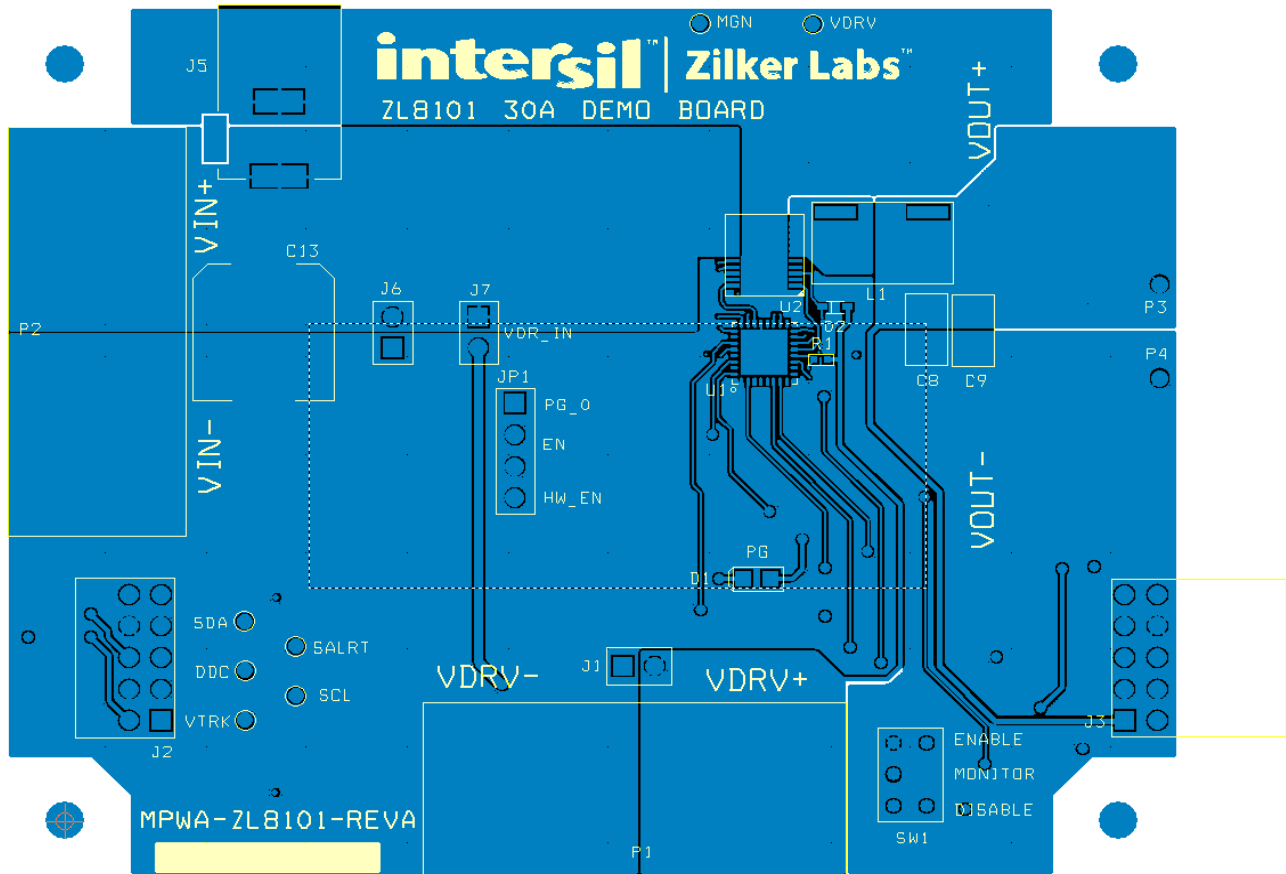 MGN
VDRV
J5
intersil™ | Zilker Labs™
ZL8101 30A DEMO BOARD
VOUT+
VIN+
C13
J6
J7
VDR_IN
U2
L1
D2
R1
P2
P3
P4
C8
C9
JP1
U1
PG_O
EN
HW_EN
VIN-
VOUT-
PG
D1
SDA
SALRT
DDC
SCL
VTRK
J2
J1
VDRV-
VDRV+
J3
ENABLE
MONITOR
DISABLE
SW1
MPWA-ZL8101-REVA
P1